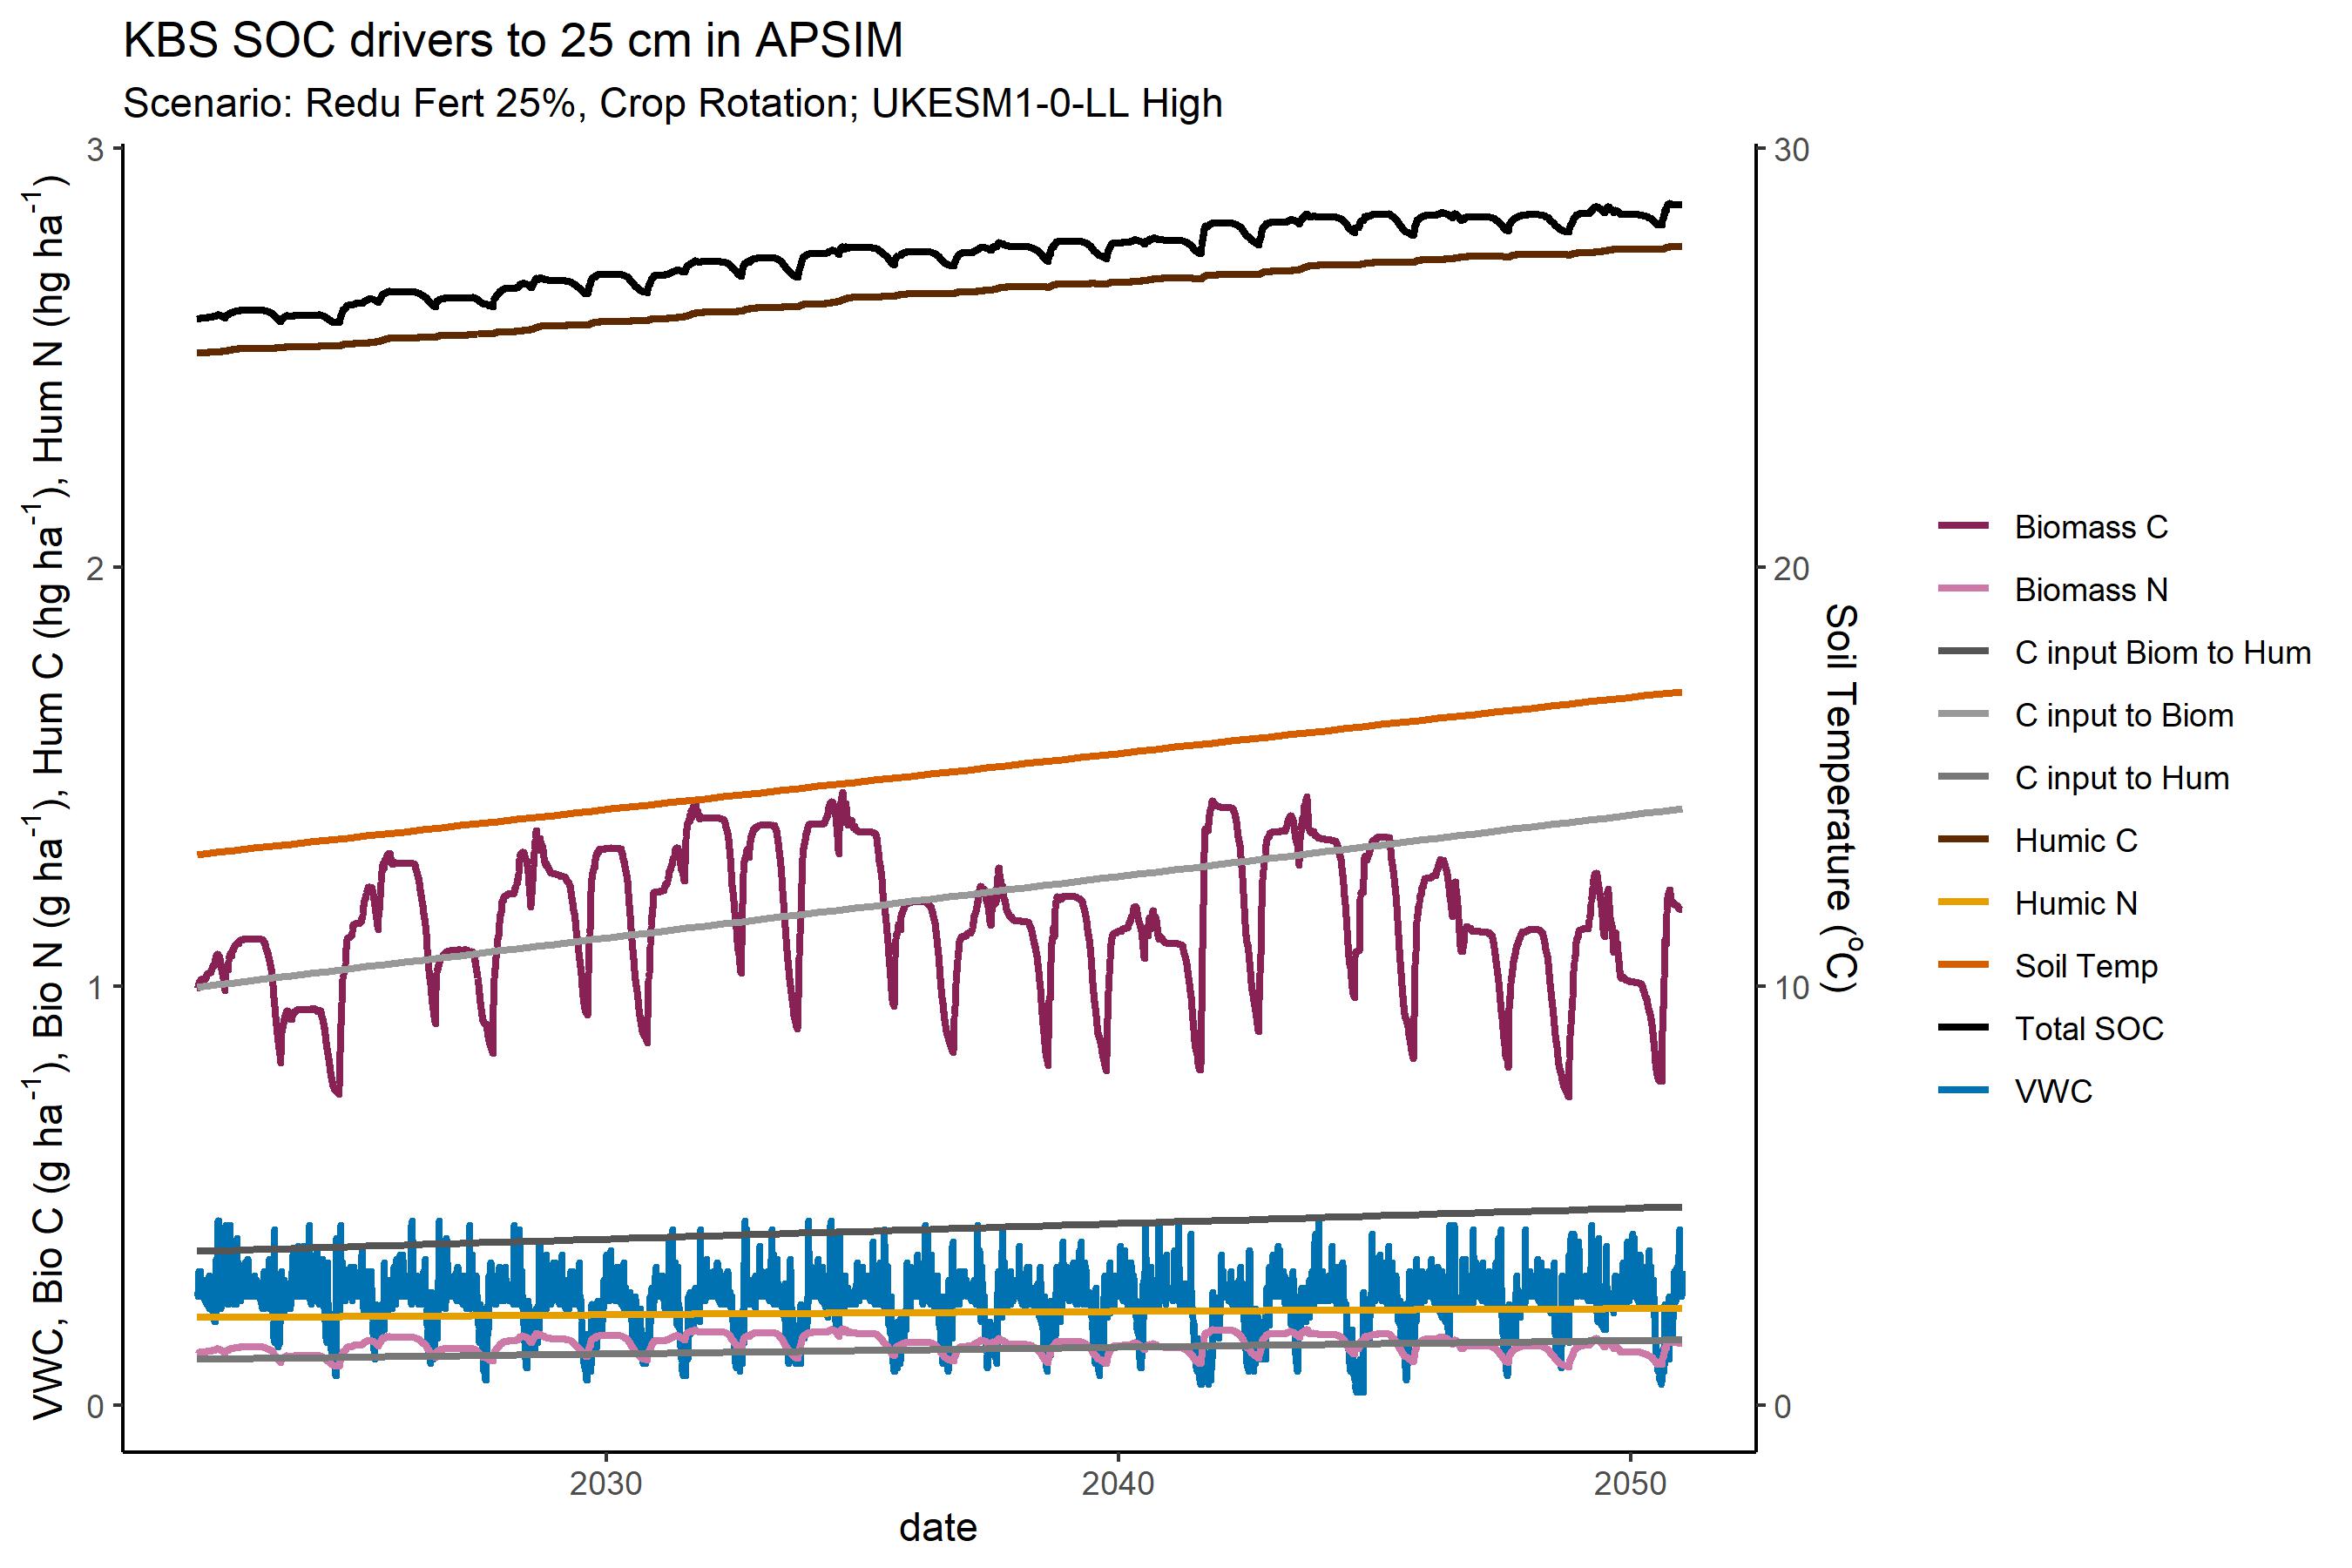 KBS SOC drivers to 25 cm in APSIM
Scenario: Redu Fert 25%, Crop Rotation; UKESM1-0-LL High
VWC, Bio C (g ha⁻¹), Bio N (g ha⁻¹), Hum C (hg ha⁻¹), Hum N (hg ha⁻¹)
3
2
1
0
30
20
10
0
Soil Temperature (°C)
2030
2040
2050
date
Biomass C
Biomass N
C input Biom to Hum
C input to Biom
C input to Hum
Humic C
Humic N
Soil Temp
Total SOC
VWC